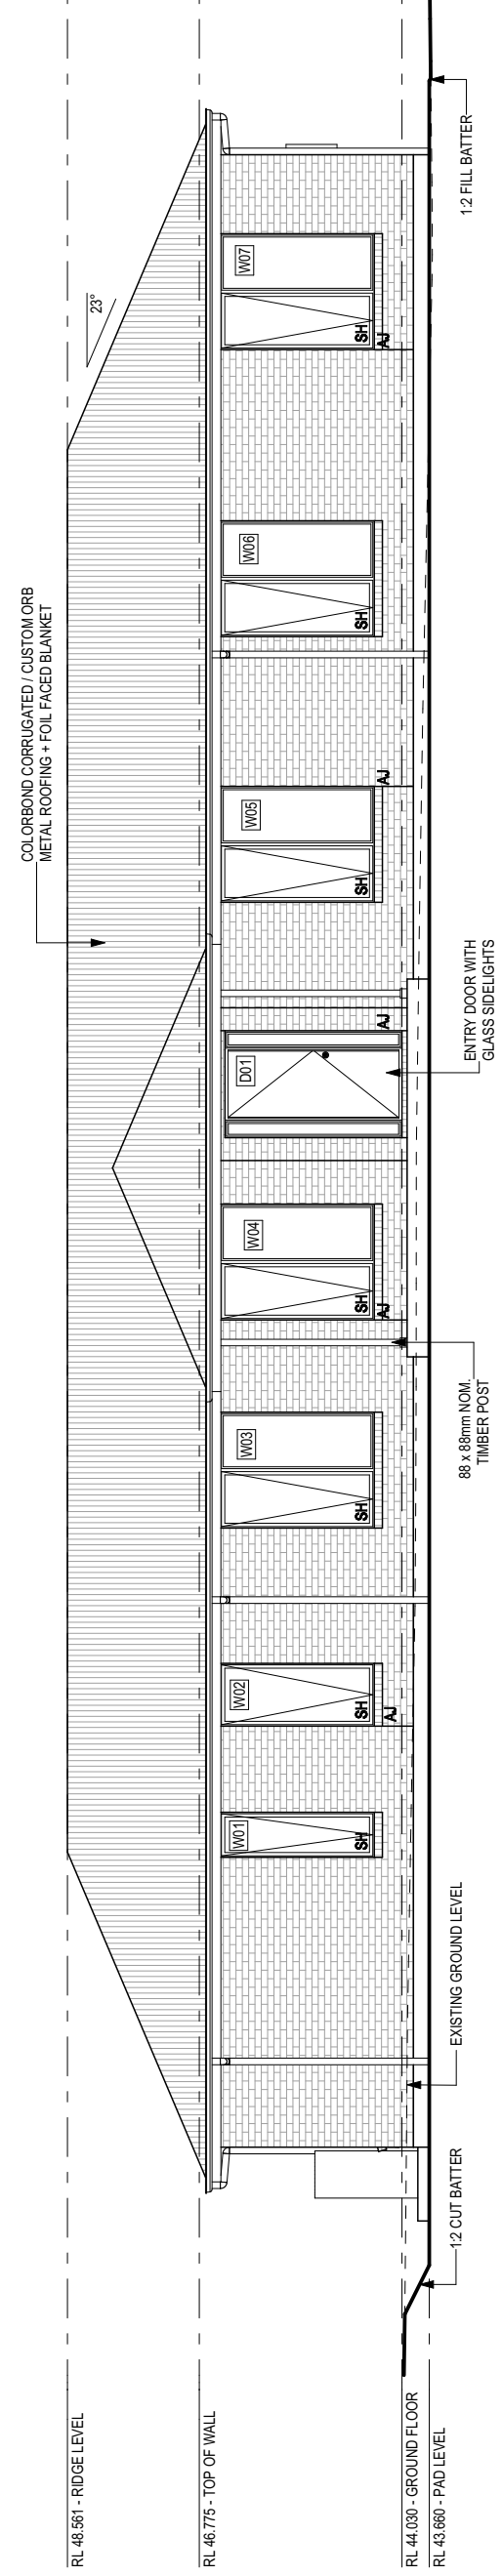 COLORBOND CORRUGATED / CUSTOM ORB
METAL ROOFING + FOIL FACED BLANKET
23°
RL 48.561 - RIDGE LEVEL
RL 46.775 - TOP OF WALL
W01
W02
W03
W04
D01
W05
W06
W07
SH
SH
SH
SH
SH
SH
SH
AJ
AJ
AJ
AJ
AJ
RL 44.030 - GROUND FLOOR
RL 43.660 - PAD LEVEL
1:2 CUT BATTER
EXISTING GROUND LEVEL
88 x 88mm NOM.
TIMBER POST
ENTRY DOOR WITH
GLASS SIDELIGHTS
1:2 FILL BATTER